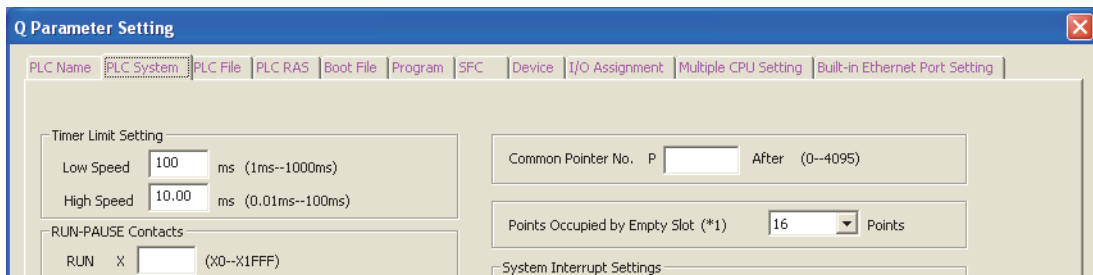 Q Parameter Setting
PLC Name PLC System PLC File PLC RAS Boot File Program SFC Device I/O Assignment Multiple CPU Setting Built-in Ethernet Port Setting
Timer Limit Setting
Low Speed 100 ms (1ms--1000ms)
High Speed 10.00 ms (0.01ms--100ms)
RUN-PAUSE Contacts
RUN X (X0--X1FFF)
Common Pointer No. P After (0--4095)
Points Occupied by Empty Slot (*1) 16 Points
System Interrupt Settings